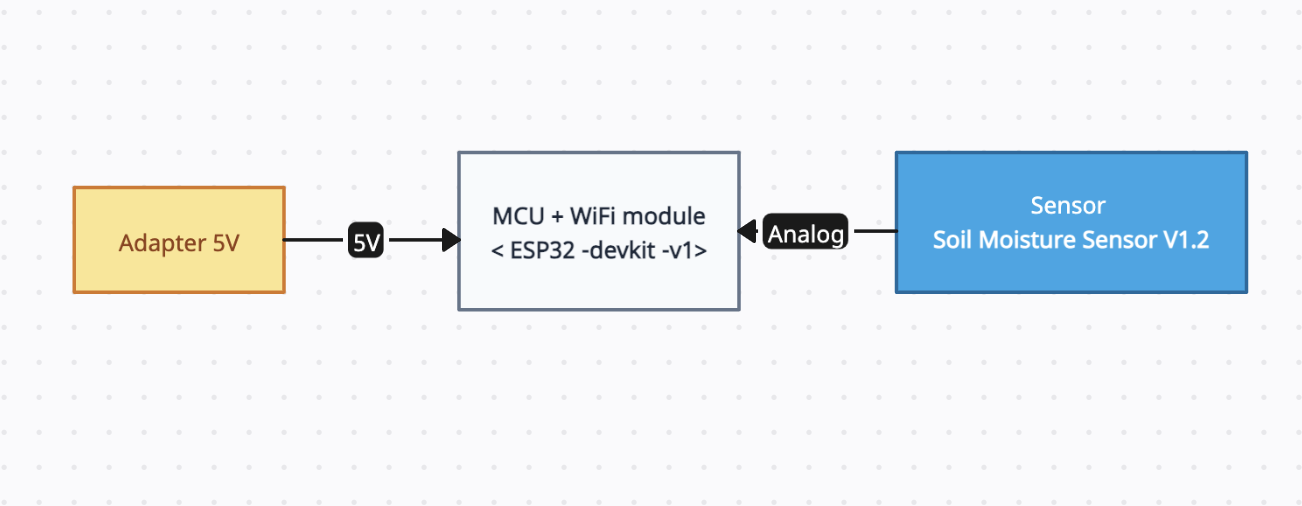 Adapter 5V
5V
MCU + WiFi module
< ESP32 -devkit -v1>
Analog
Sensor
Soil Moisture Sensor V1.2